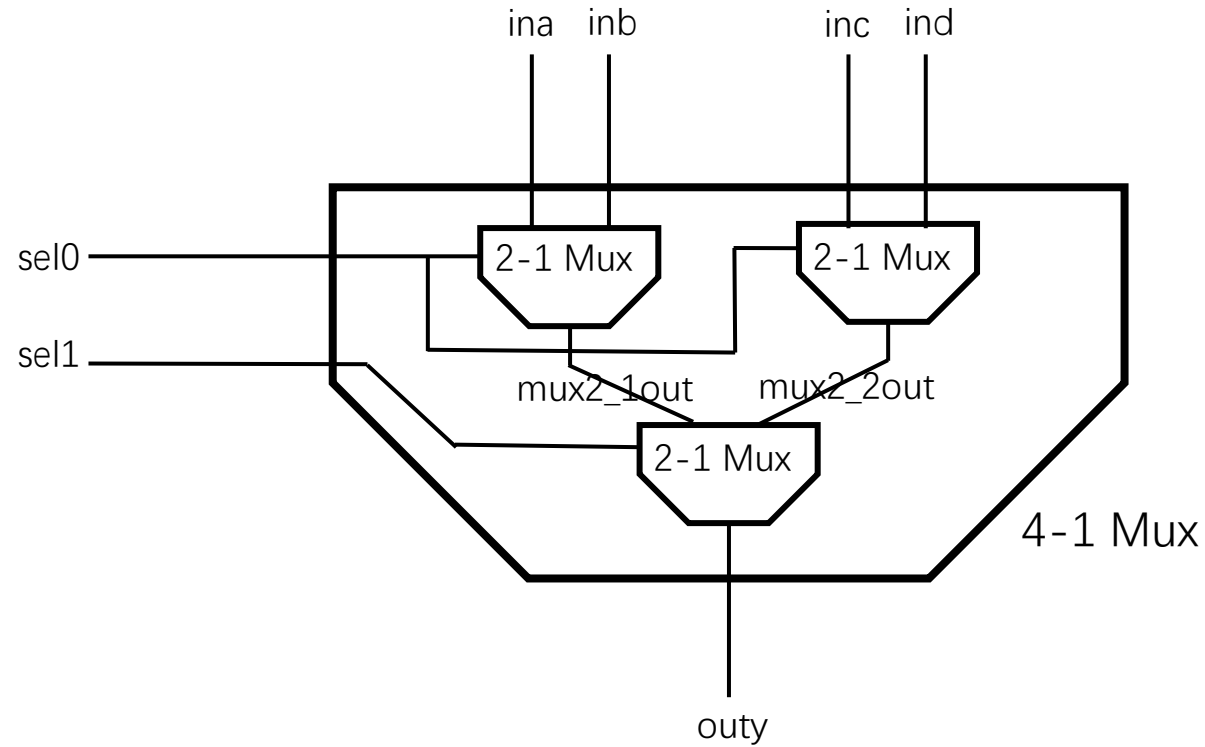 ina inb inc ind
sel0
2-1 Mux 2-1 Mux
sel1
mux2_1out mux2_2out
2-1 Mux
4-1 Mux
outy